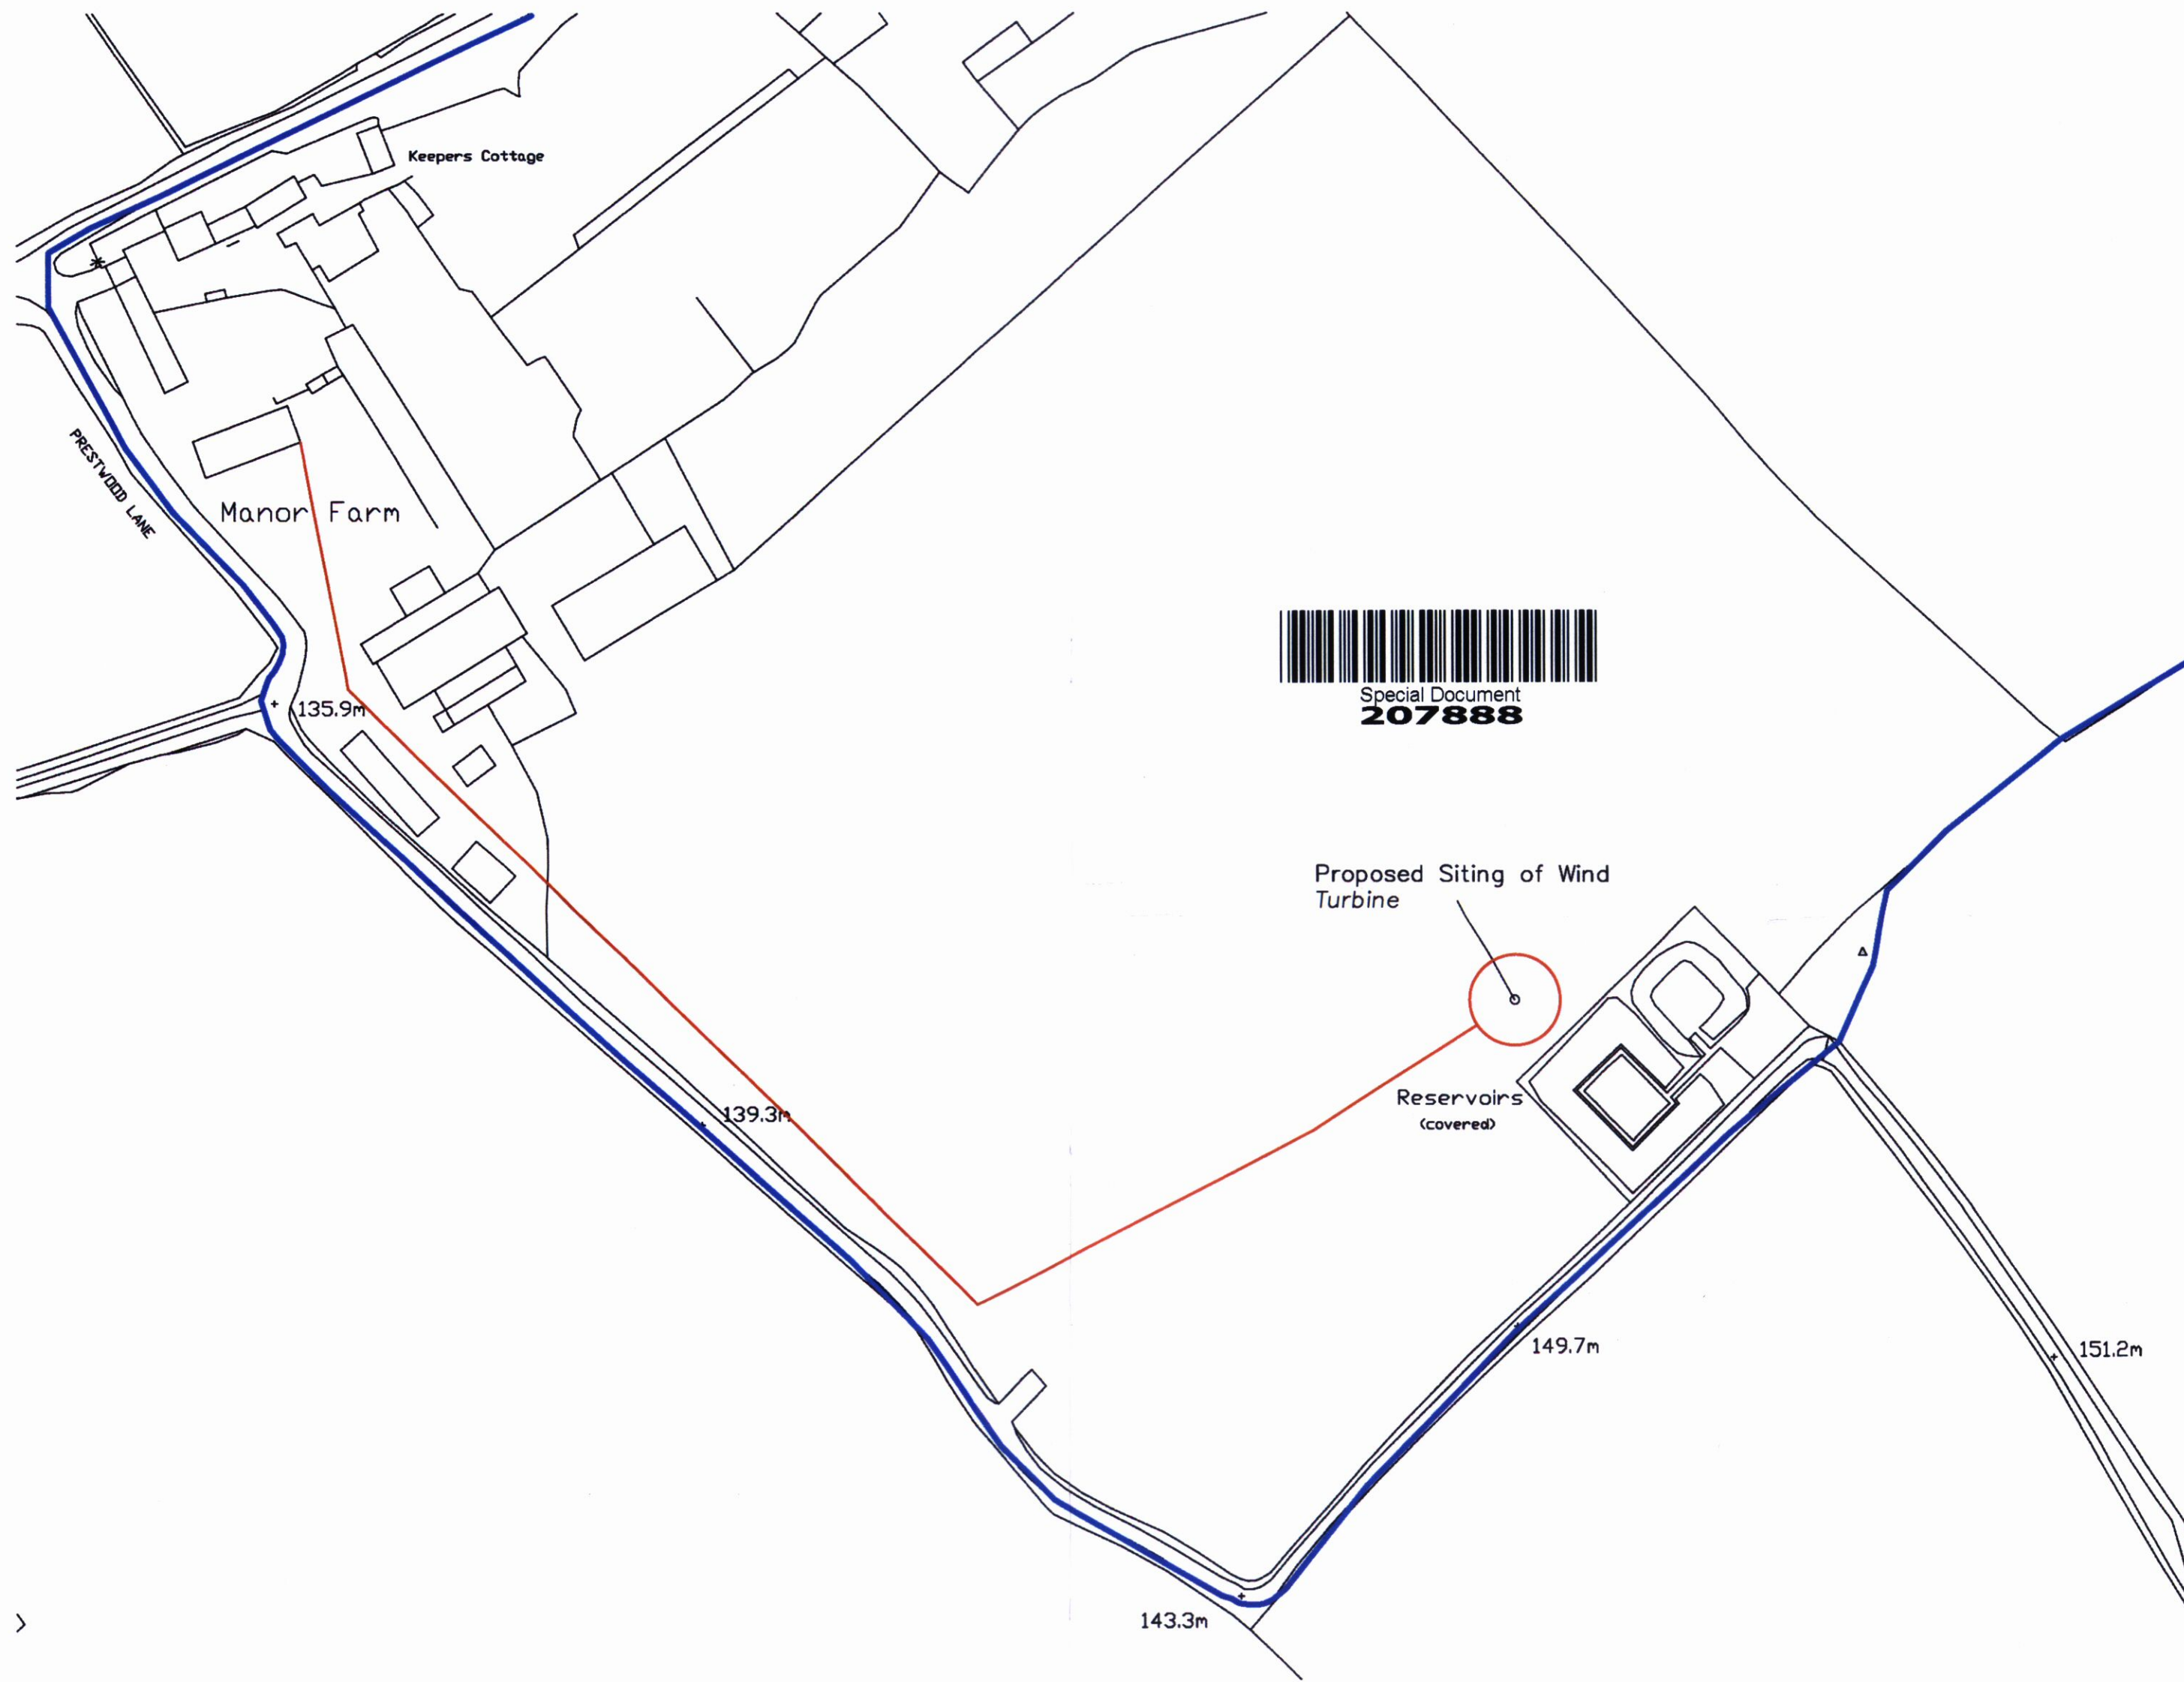 Keepers Cottage
PRESTWOOD LANE
Manor Farm
135.9m
Special Document
207888
Proposed Siting of Wind
Turbine
Reservoirs
(covered)
139.3m
149.7m
151.2m
143.3m